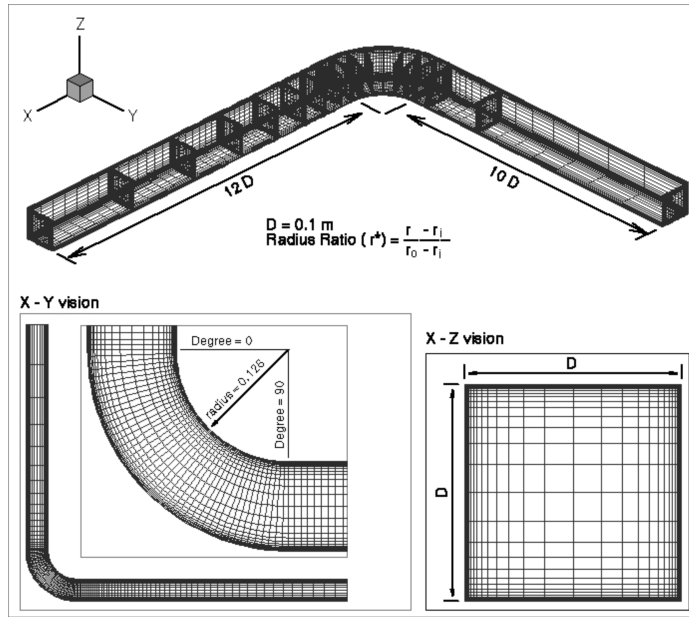 Z
X
Y
12 D
10 D
D = 0.1 m
Radius Ratio ( r* ) = r - ri / ro - ri
X - Y vision
X - Z vision
Degree = 0
radius=0.125
Degree = 90
D
D